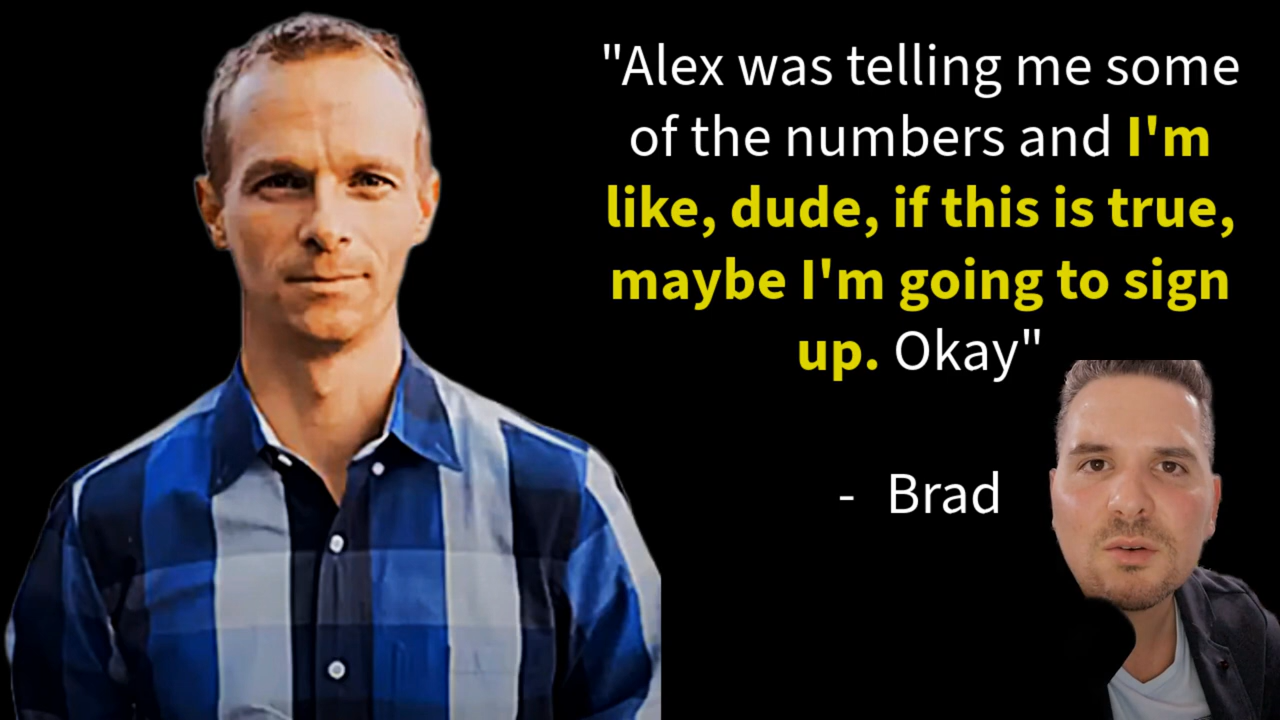 "Alex was telling me some
of the numbers and I'm
like, dude, if this is true,
maybe I'm going to sign
up. Okay"
- Brad